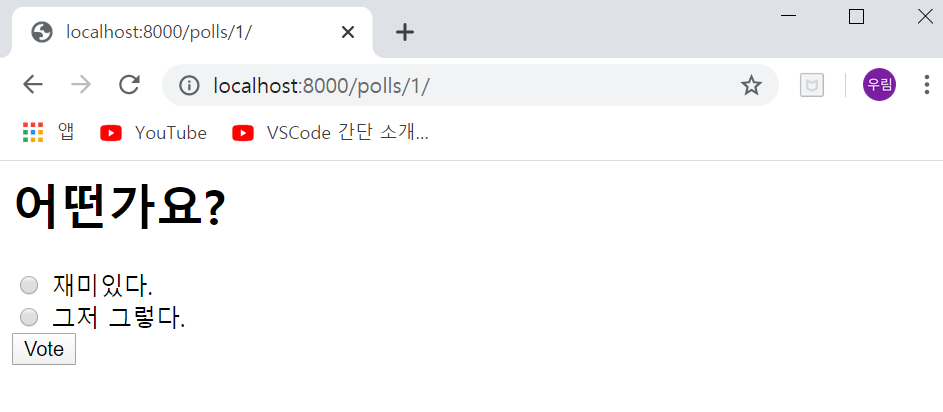 localhost:8000/polls/1/
localhost:8000/polls/1/
우림
앱 YouTube VSCode 간단 소개...
어떤가요?
재미있다.
그저 그렇다.
Vote